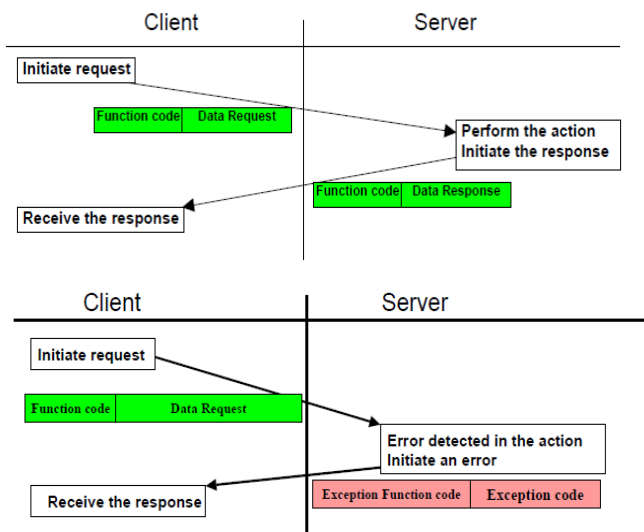 Client
Server
Initiate request
Function code Data Request
Perform the action
Initiate the response
Function code Data Response
Receive the response
Client
Server
Initiate request
Function code Data Request
Error detected in the action
Initiate an error
Exception Function code Exception code
Receive the response